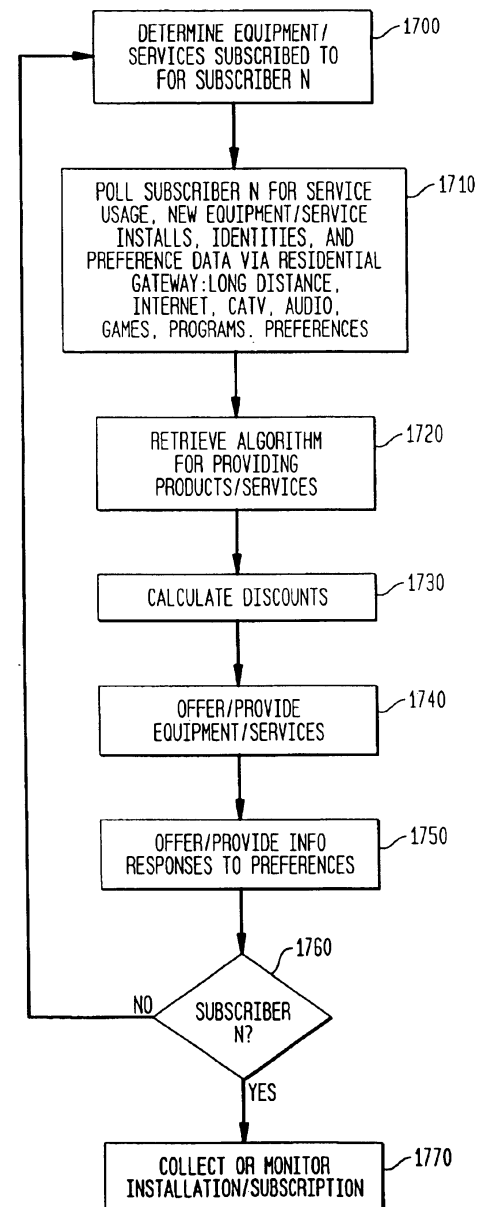 DETERMINE EQUIPMENT/
SERVICES SUBSCRIBED TO
FOR SUBSCRIBER N
1700
POLL SUBSCRIBER N FOR SERVICE
USAGE, NEW EQUIPMENT/SERVICE
INSTALLS, IDENTITIES, AND
PREFERENCE DATA VIA RESIDENTIAL
GATEWAY:LONG DISTANCE,
INTERNET, CATV, AUDIO,
GAMES, PROGRAMS. PREFERENCES
1710
RETRIEVE ALGORITHM
FOR PROVIDING
PRODUCTS/SERVICES
1720
CALCULATE DISCOUNTS
1730
OFFER/PROVIDE
EQUIPMENT/SERVICES
1740
OFFER/PROVIDE INFO
RESPONSES TO PREFERENCES
1750
SUBSCRIBER
N?
1760
NO
YES
COLLECT OR MONITOR
INSTALLATION/SUBSCRIPTION
1770